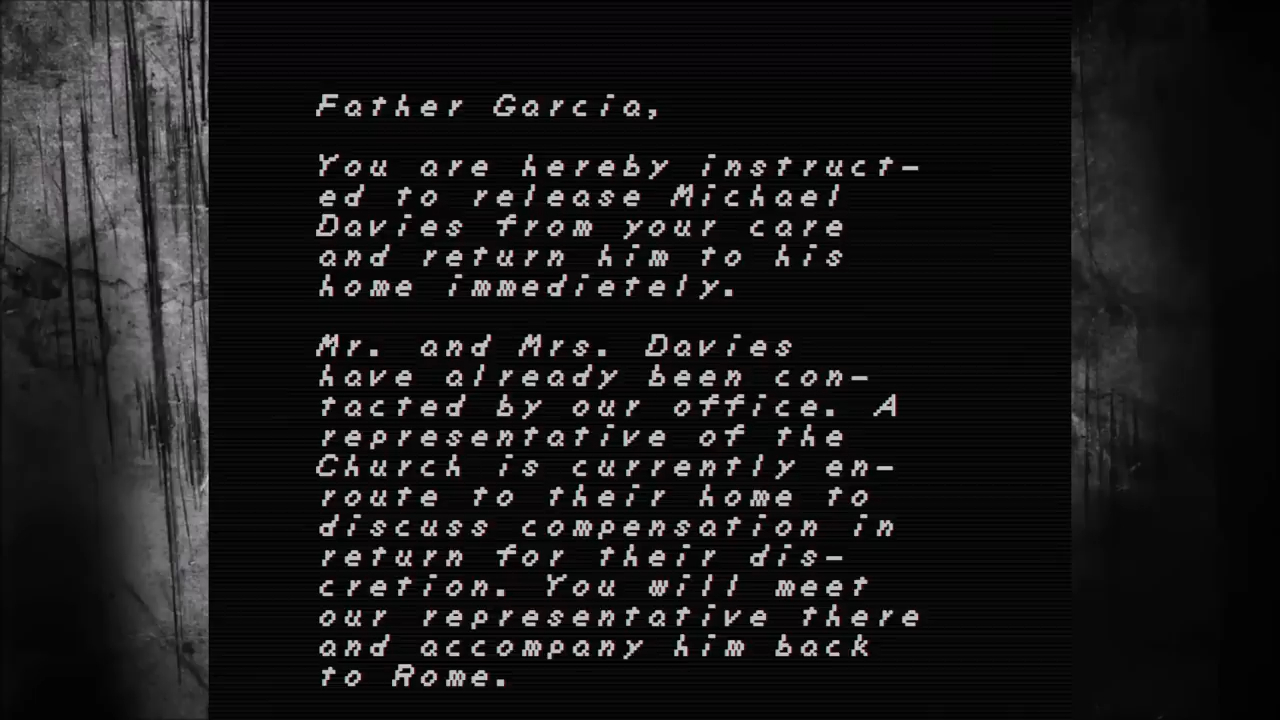 Father Garcia,
You are hereby instruct-
ed to release Michael
Davies from your care
and return him to his
home immedietely.
Mr. and Mrs. Davies
have already been con-
tacted by our office. A
representative of the
Church is currently en-
route to their home to
discuss compensation in
return for their dis-
cretion. You will meet
our representative there
and accompany him back
to Rome.